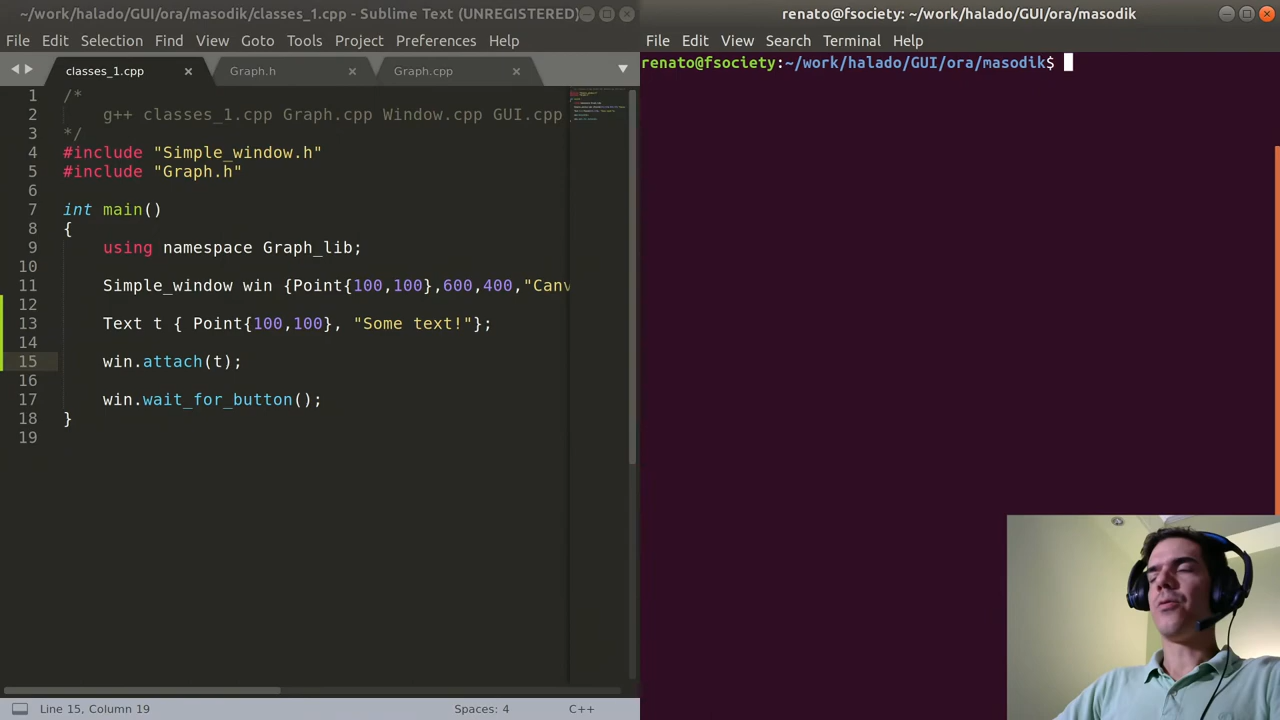 ~/work/halado/GUI/ora/masodik/classes_1.cpp - Sublime Text (UNREGISTERED)
File Edit Selection Find View Goto Tools Project Preferences Help
classes_1.cpp Graph.h Graph.cpp
1 /*
2 g++ classes_1.cpp Graph.cpp Window.cpp GUI.cpp
3 */
4 #include "Simple_window.h"
5 #include "Graph.h"
6
7 int main()
8 {
9 using namespace Graph_lib;
10
11 Simple_window win {Point{100,100},600,400,"Canv
12
13 Text t { Point{100,100}, "Some text!"};
14
15 win.attach(t);
16
17 win.wait_for_button();
18 }
19
Line 15, Column 19 Spaces: 4 C++
renato@fsociety: ~/work/halado/GUI/ora/masodik
File Edit View Search Terminal Help
renato@fsociety:~/work/halado/GUI/ora/masodik$